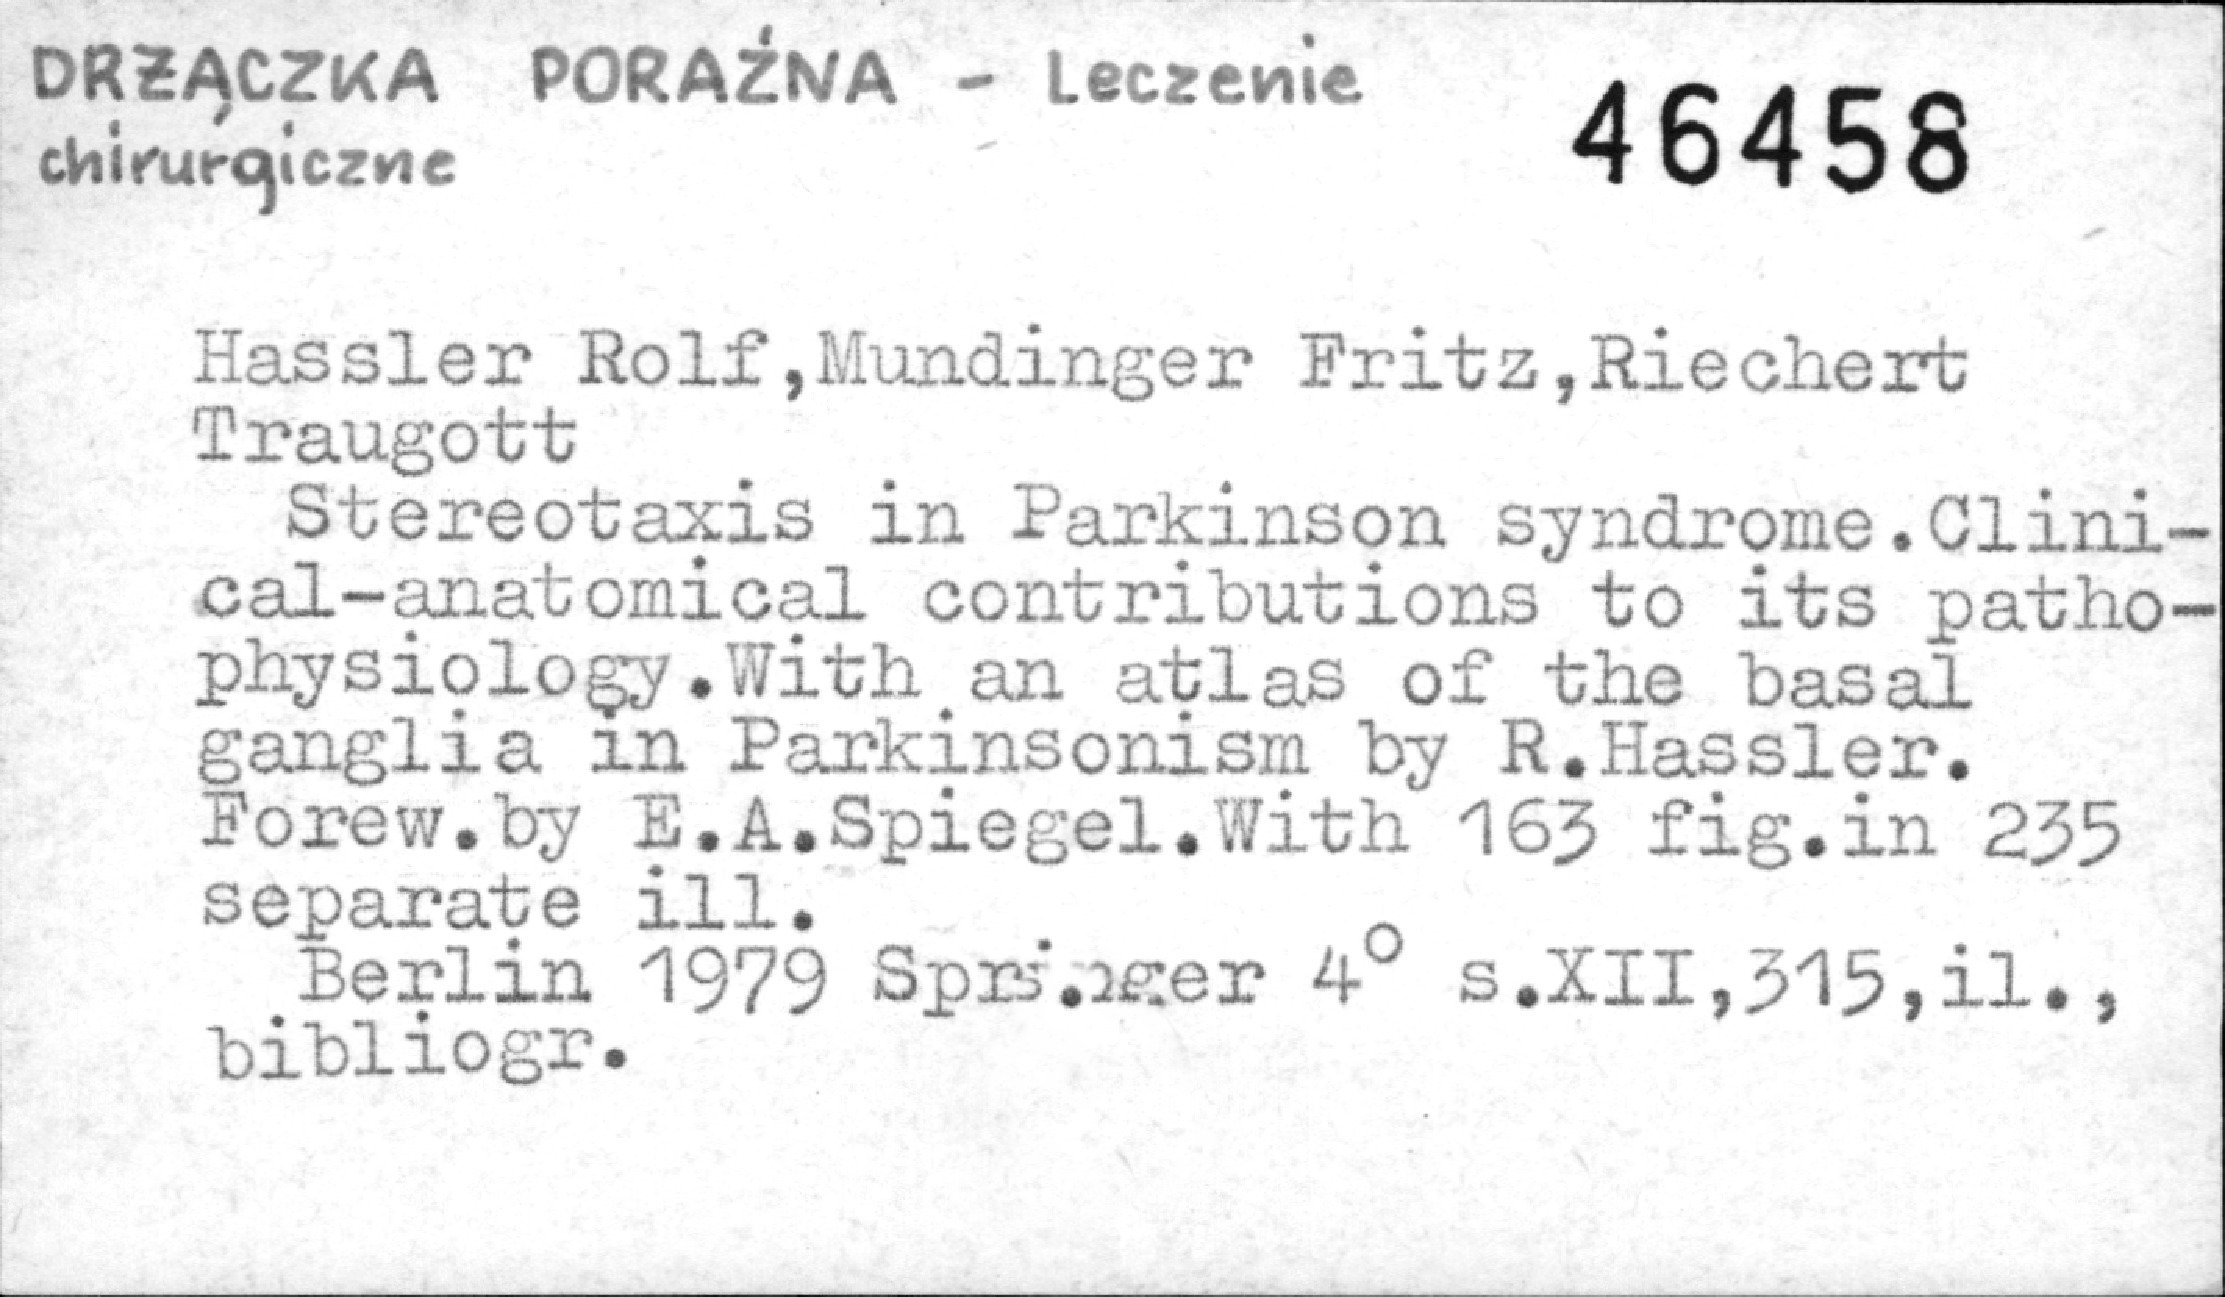 DRŻĄCZKA PORAŹNA - Leczenie
chirurgiczne
46458
Hassler Rolf,Mundinger Fritz,Riechert
Traugott
Stereotaxis in Parkinson syndrome.Clini-
cal-anatomical contributions to its patho-
physiology.With an atlas of the basal
ganglia in Parkinsonism by R.Hassler.
Forew.by E.A.Spiegel.With 163 fig.in 235
separate ill.
Berlin 1979 Springer 4° s.XII,315,il.,
bibliogr.